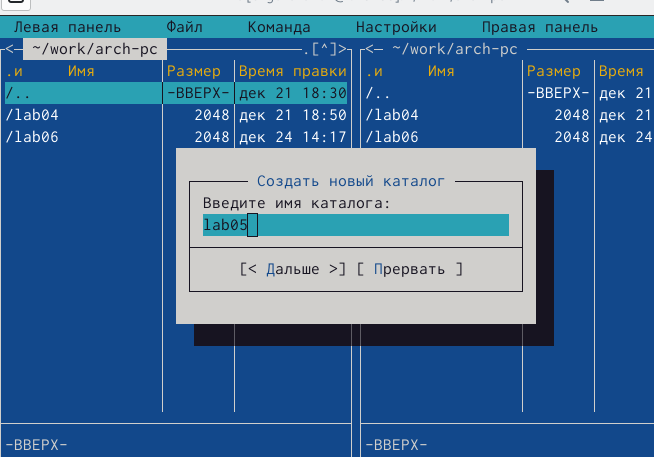 Левая панель Файл Команда Настройки Правая панель
<— ~/work/arch-pc —.[^]> <— ~/work/arch-pc
.и Имя Размер Время правки .и Имя Размер Время
/.. -ВВЕРХ- дек 21 18:30 /.. -ВВЕРХ- дек 21
/lab04 2048 дек 21 18:50 /lab04 2048 дек 21
/lab06 2048 дек 24 14:17 /lab06 2048 дек 24
Создать новый каталог
Введите имя каталога:
lab05
[< Дальше >] [ Прервать ]
-ВВЕРХ- -ВВЕРХ-